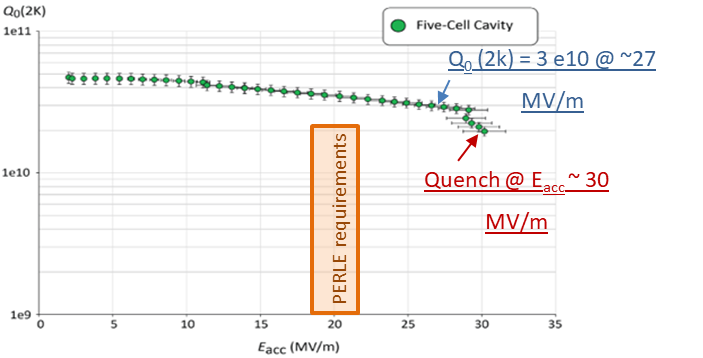 Q₀(2K)
1e11
Five-Cell Cavity
Q₀ (2k) = 3 e10 @ ~27
MV/m
1e10
Quench @ Eacc ~ 30
MV/m
PERLE requirements
1e9
0 5 10 15 20 25 30 35
Eacc (MV/m)